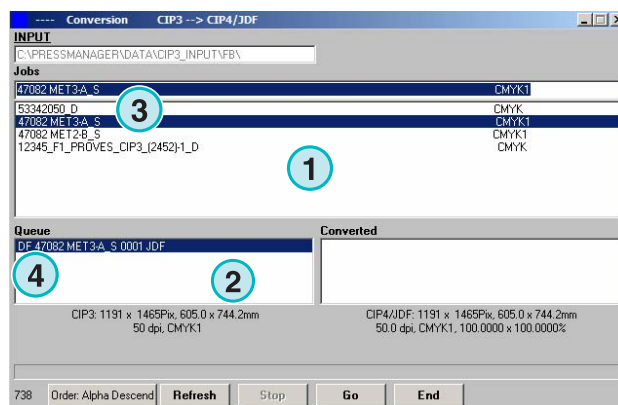 ---- Conversion CIP3 --> CIP4/JDF
INPUT
C:\PRESSMANAGER\DATA\CIP3_INPUT\FB\
Jobs
47082 MET3-A_S CMYK1
53342050_D CMYK
47082 MET3-A_S CMYK1
47082 MET2-B_S CMYK1
12345_F1_PROVES_CIP3_(2452)-1_D CMYK
3
1
Queue Converted
DF 47082 MET3-A_S 0001 JDF
4
2
CIP3: 1191 x 1465Pix, 605.0 x 744.2mm CIP4/JDF: 1191 x 1465Pix, 605.0 x 744.2mm
50 dpi, CMYK1 50.0 dpi, CMYK1, 100.0000 x 100.0000%
738 Order: Alpha Descend Refresh Stop Go End